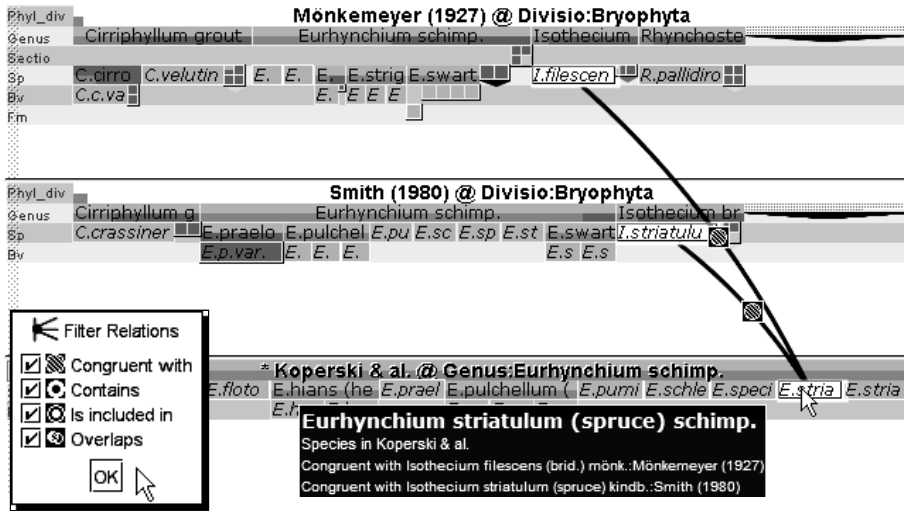 Mönkemeyer (1927) @ Divisio:Bryophyta
Phyl_div
Genus Cirriphyllum grout Eurhynchium schimp. Isothecium Rhynchoste
Sectio
Sp C.cirro C.velutin E. E. E. E.strig E.swart I.filescen R.pallidiro
Bv C.c.va E. E E E
Fm
Smith (1980) @ Divisio:Bryophyta
Phyl_div
Genus Cirriphyllum g Eurhynchium schimp. Isothecium br
Sp C.crassiner E.praelo E.pulchel E.pu E.sc E.sp E.st E.swart I.striatulu
Bv E.p.var. E. E. E. E.s E.s
* Koperski & al. @ Genus:Eurhynchium schimp.
E.floto E.hians (he E.prael E.pulchellum ( E.pumi E.schle E.speci E.stria E.stria
Filter Relations
Congruent with
Contains
Is included in
Overlaps
OK
Eurhynchium striatulum (spruce) schimp.
Species in Koperski & al.
Congruent with Isothecium filescens (brid.) mönk.:Mönkemeyer (1927)
Congruent with Isothecium striatulum (spruce) kindb.:Smith (1980)